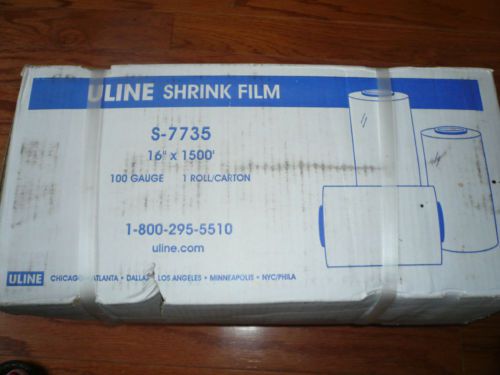 ULINE SHRINK FILM
S-7735
16" x 1500'
100 GAUGE 1 ROLL/CARTON
1-800-295-5510
uline.com
ULINE CHICAGO • ATLANTA • DALLAS • LOS ANGELES • MINNEAPOLIS • NYC/PHILA